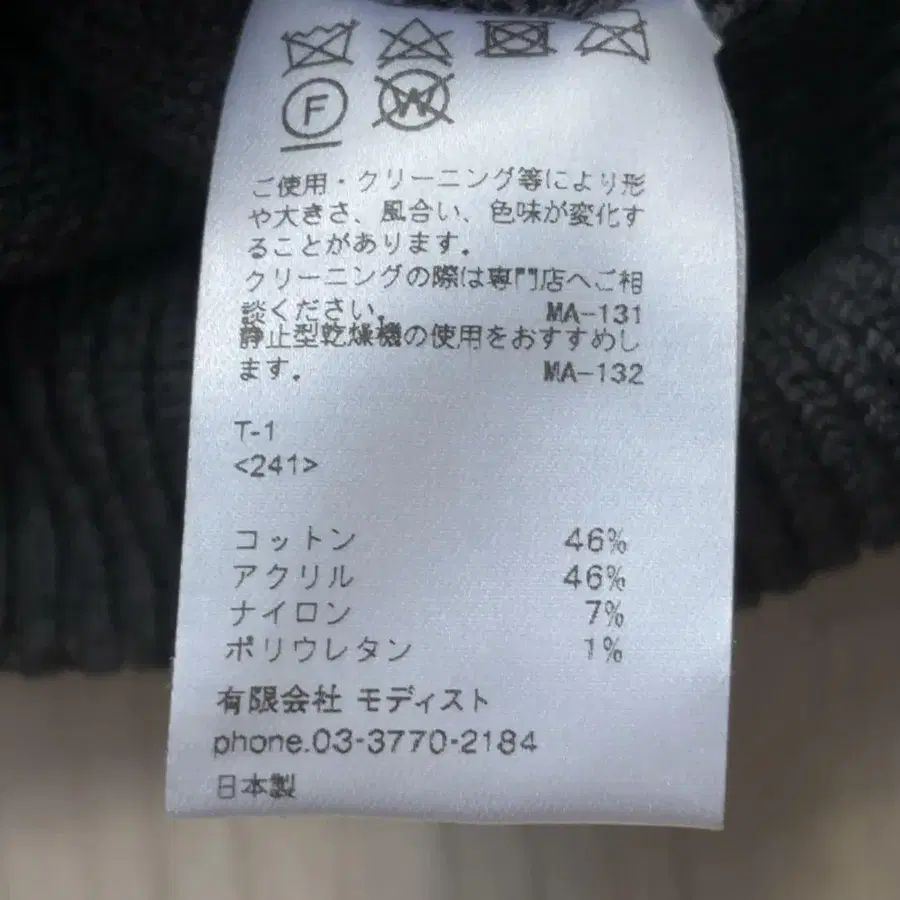 F W
ご使用・クリーニング等により形
や大きさ、風合い、色味が変化す
ることがあります。
クリーニングの際は専門店へご相
談ください。 MA-131
静止型乾燥機の使用をおすすめし
ます。 MA-132
T-1
<241>
コットン 46%
アクリル 46%
ナイロン 7%
ポリウレタン 1%
有限会社 モディスト
phone.03-3770-2184
日本製